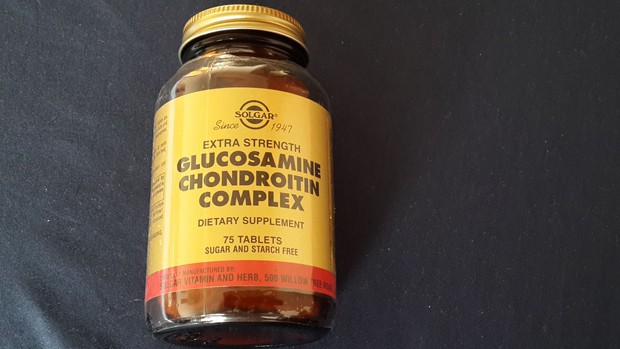 SOLGAR®
Since 1947
EXTRA STRENGTH
GLUCOSAMINE
CHONDROITIN
COMPLEX
DIETARY SUPPLEMENT
75 TABLETS
SUGAR AND STARCH FREE
MANUFACTURED BY:
SOLGAR VITAMIN AND HERB, 500 WILLOW TREE ROAD